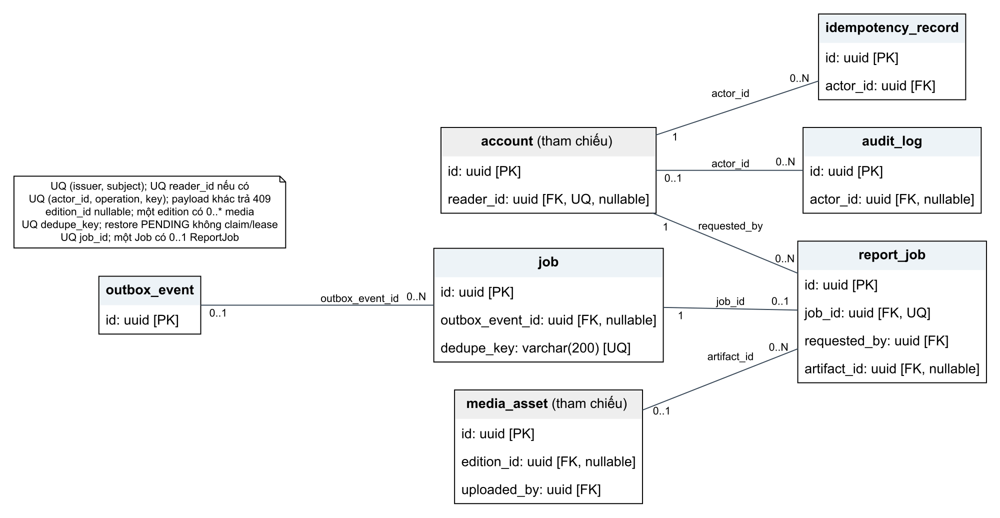 idempotency_record
id: uuid [PK]
actor_id: uuid [FK]
0..N
actor_id
1
account (tham chiếu)
id: uuid [PK]
reader_id: uuid [FK, UQ, nullable]
actor_id
0..N
0..1
audit_log
id: uuid [PK]
actor_id: uuid [FK, nullable]
UQ (issuer, subject); UQ reader_id nếu có
UQ (actor_id, operation, key); payload khác trả 409
edition_id nullable; một edition có 0..* media
UQ dedupe_key; restore PENDING không claim/lease
UQ job_id; một Job có 0..1 ReportJob
requested_by
1
0..N
outbox_event
id: uuid [PK]
outbox_event_id
0..N
0..1
job
id: uuid [PK]
outbox_event_id: uuid [FK, nullable]
dedupe_key: varchar(200) [UQ]
job_id
0..1
1
report_job
id: uuid [PK]
job_id: uuid [FK, UQ]
requested_by: uuid [FK]
artifact_id: uuid [FK, nullable]
0..N
artifact_id
0..1
media_asset (tham chiếu)
id: uuid [PK]
edition_id: uuid [FK, nullable]
uploaded_by: uuid [FK]